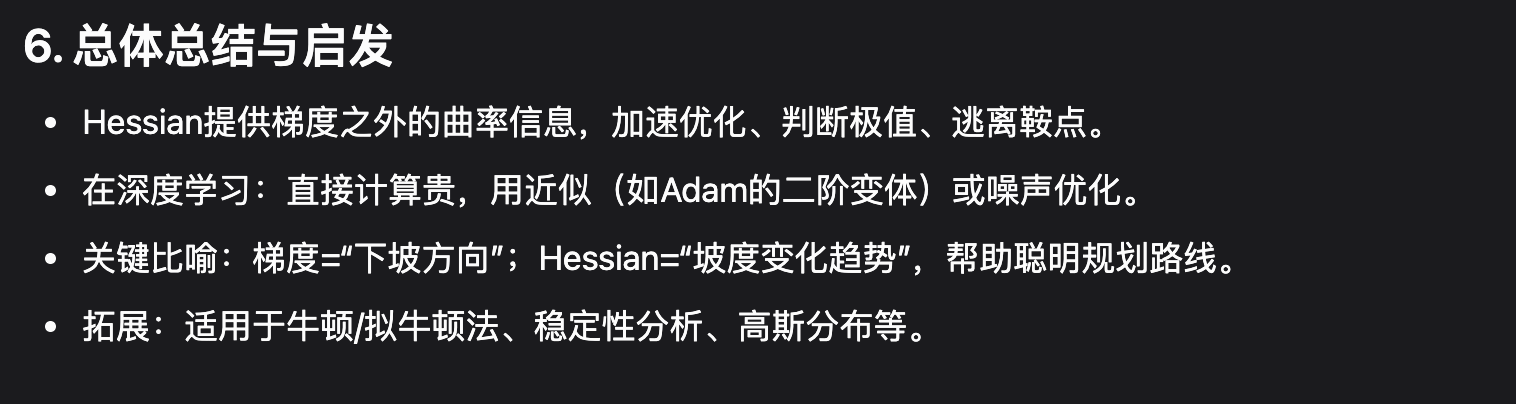 6. 总体总结与启发
• Hessian提供梯度之外的曲率信息，加速优化、判断极值、逃离鞍点。
• 在深度学习：直接计算贵，用近似（如Adam的二阶变体）或噪声优化。
• 关键比喻：梯度=“下坡方向”；Hessian=“坡度变化趋势”，帮助聪明规划路线。
• 拓展：适用于牛顿/拟牛顿法、稳定性分析、高斯分布等。